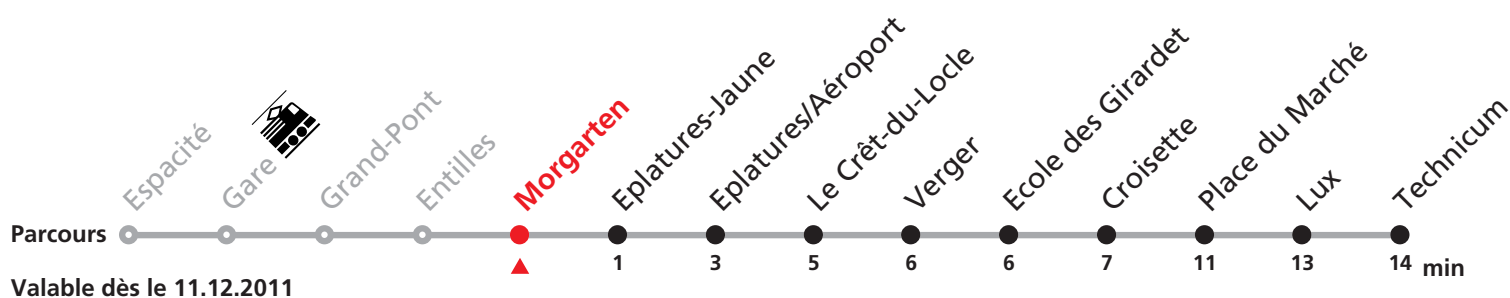 Espacité
Gare
Grand-Pont
Entilles
Morgarten
Eplatures-Jaune
Eplatures/Aéroport
Le Crêt-du-Locle
Verger
Ecole des Girardet
Croisette
Place du Marché
Lux
Technicum
Parcours
1 3 5 6 6 7 11 13 14 min
Valable dès le 11.12.2011